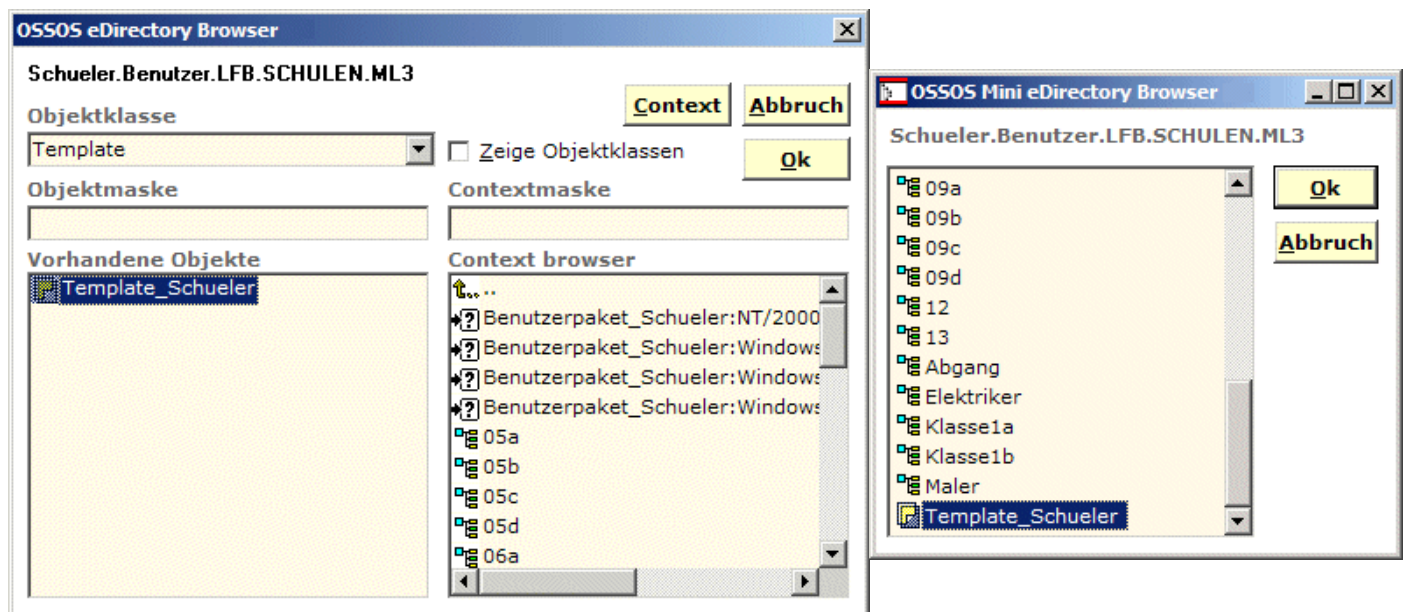 OSSOS eDirectory Browser
Schueler.Benutzer.LFB.SCHULEN.ML3
Context
Abbruch
Objektklasse
Template
Zeige Objektklassen
Ok
Objektmaske
Contextmaske
Vorhandene Objekte
Template_Schueler
Context browser
..
Benutzerpaket_Schueler:NT/2000
Benutzerpaket_Schueler:Windows
Benutzerpaket_Schueler:Windows
Benutzerpaket_Schueler:Windows
05a
05b
05c
05d
06a
OSSOS Mini eDirectory Browser
Schueler.Benutzer.LFB.SCHULEN.ML3
09a
09b
09c
09d
12
13
Abgang
Elektriker
Klasse1a
Klasse1b
Maler
Template_Schueler
Ok
Abbruch